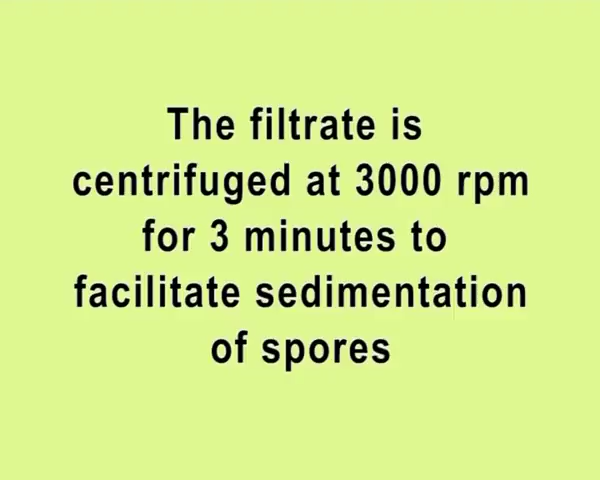 The filtrate is
centrifuged at 3000 rpm
for 3 minutes to
facilitate sedimentation
of spores